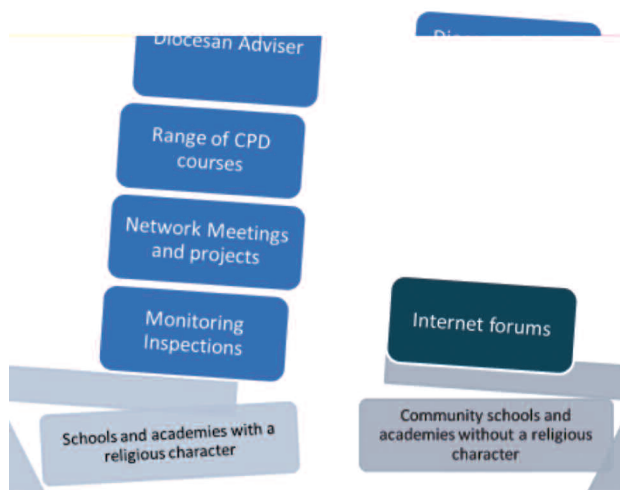 Diocesan Adviser
Range of CPD
courses
Network Meetings
and projects
Monitoring
Inspections
Schools and academies with a
religious character
Internet forums
Community schools and
academies without a religious
character